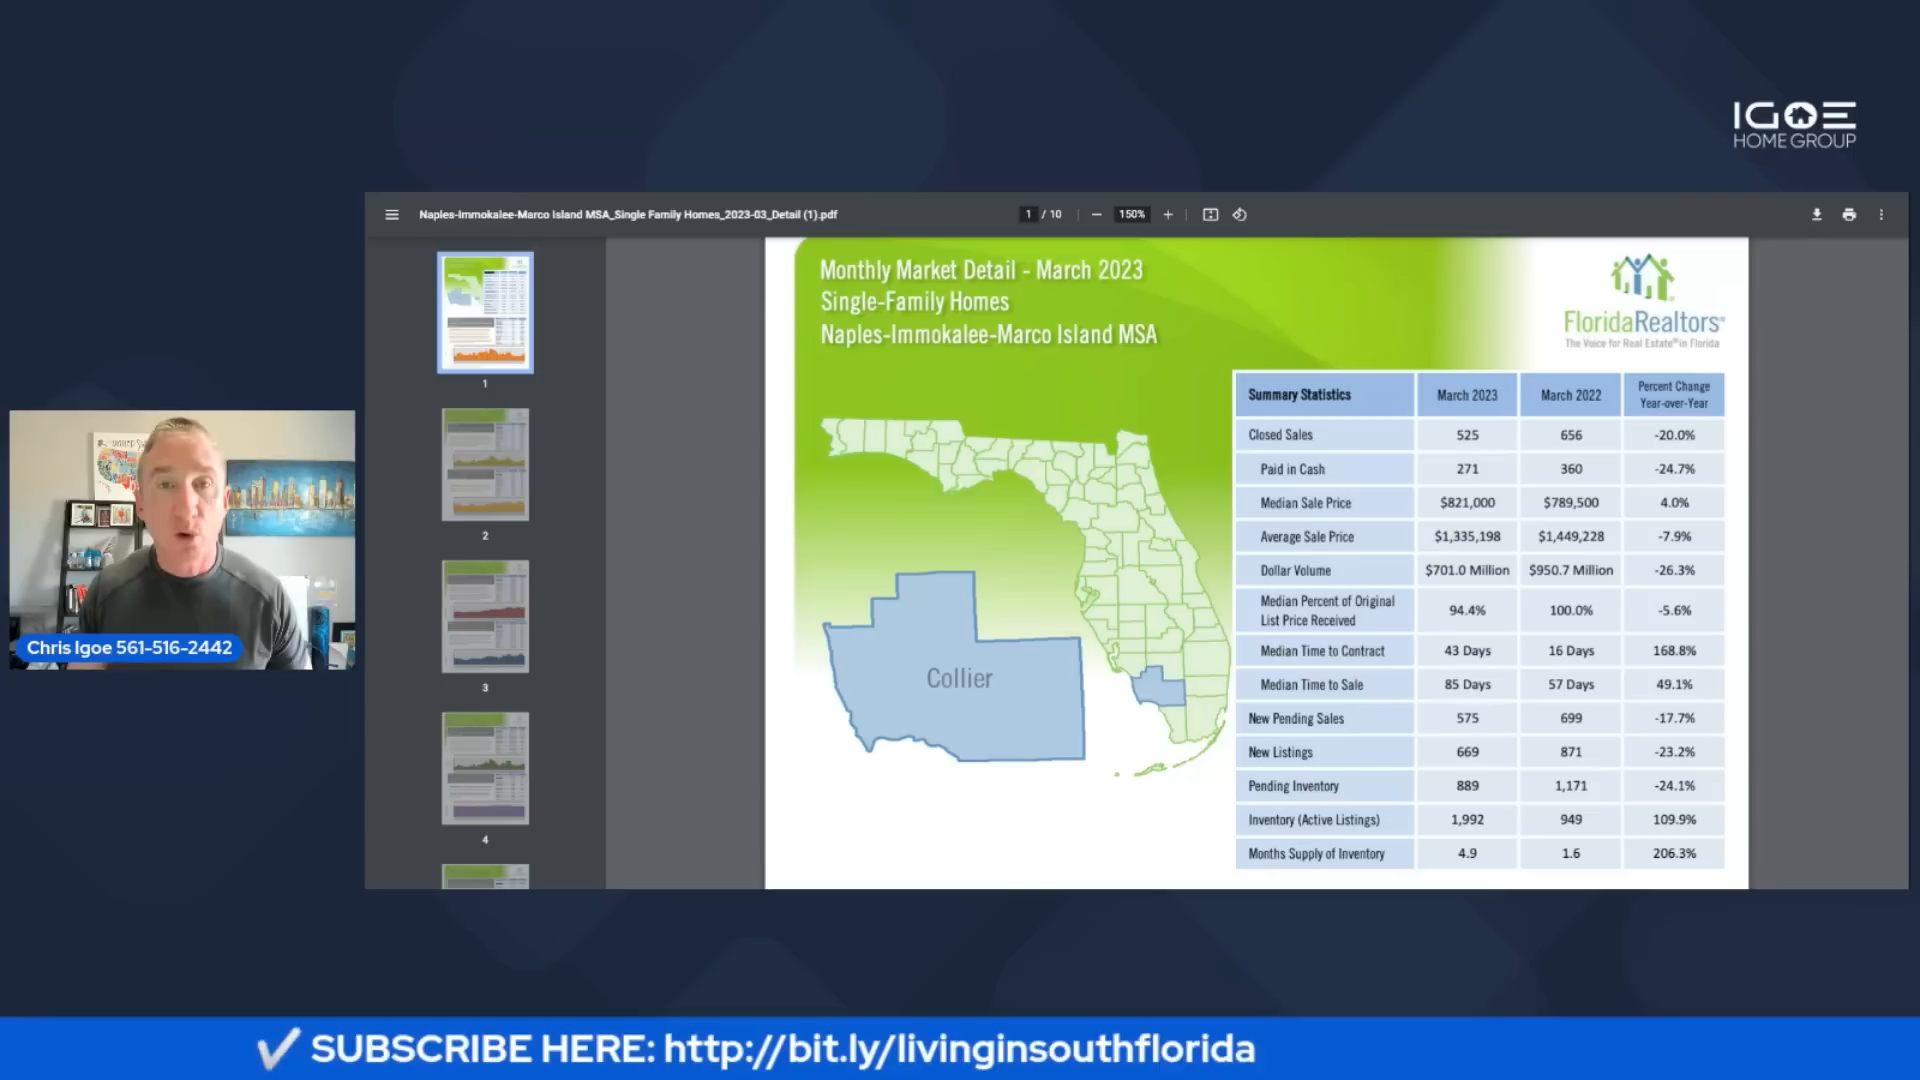 IGOE
HOME GROUP
Naples-Immokalee-Marco Island MSA_Single Family Homes_2023-03_Detail (1).pdf
1 / 10
150%
1
2
3
4
Monthly Market Detail - March 2023
Single-Family Homes
Naples-Immokalee-Marco Island MSA
FloridaRealtors®
The Voice for Real Estate® in Florida
Collier
Summary Statistics March 2023 March 2022 Percent Change Year-over-Year
Closed Sales 525 656 -20.0%
Paid in Cash 271 360 -24.7%
Median Sale Price $821,000 $789,500 4.0%
Average Sale Price $1,335,198 $1,449,228 -7.9%
Dollar Volume $701.0 Million $950.7 Million -26.3%
Median Percent of Original List Price Received 94.4% 100.0% -5.6%
Median Time to Contract 43 Days 16 Days 168.8%
Median Time to Sale 85 Days 57 Days 49.1%
New Pending Sales 575 699 -17.7%
New Listings 669 871 -23.2%
Pending Inventory 889 1,171 -24.1%
Inventory (Active Listings) 1,992 949 109.9%
Months Supply of Inventory 4.9 1.6 206.3%
Chris Igoe 561-516-2442
SUBSCRIBE HERE: http://bit.ly/livinginsouthflorida